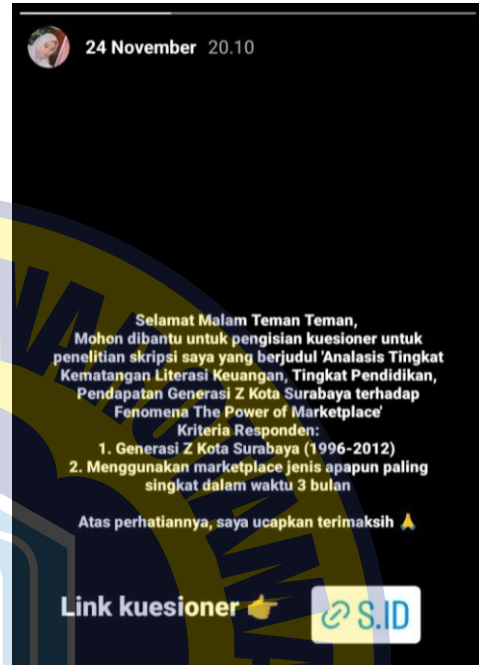 24 November 20.10
Selamat Malam Teman Teman,
Mohon dibantu untuk pengisian kuesioner untuk
penelitian skripsi saya yang berjudul 'Analasis Tingkat
Kematangan Literasi Keuangan, Tingkat Pendidikan,
Pendapatan Generasi Z Kota Surabaya terhadap
Fenomena The Power of Marketplace'
Kriteria Responden:
1. Generasi Z Kota Surabaya (1996-2012)
2. Menggunakan marketplace jenis apapun paling
singkat dalam waktu 3 bulan
Atas perhatiannya, saya ucapkan terimaksih 🙏
Link kuesioner 👉 S.ID